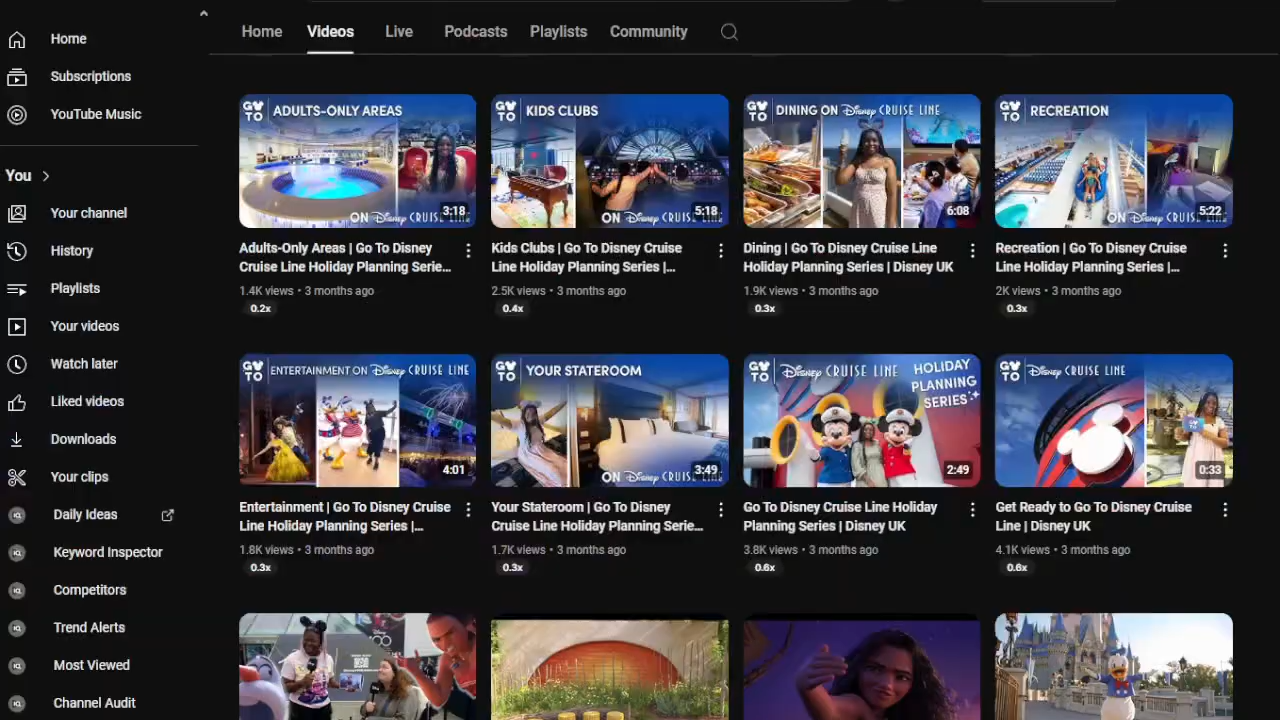 Home
Videos
Live
Podcasts
Playlists
Community
Home
Subscriptions
YouTube Music
You
Your channel
History
Playlists
Your videos
Watch later
Liked videos
Downloads
Your clips
Daily Ideas
Keyword Inspector
Competitors
Trend Alerts
Most Viewed
Channel Audit
GO TO ADULTS-ONLY AREAS
ON Disney CRUISE LINE
3:18
Adults-Only Areas | Go To Disney
Cruise Line Holiday Planning Serie...
1.4K views • 3 months ago
0.2x
GO TO KIDS CLUBS
ON Disney CRUISE LINE
5:18
Kids Clubs | Go To Disney Cruise
Line Holiday Planning Series |...
2.5K views • 3 months ago
0.4x
GO TO DINING ON Disney CRUISE LINE
6:08
Dining | Go To Disney Cruise Line
Holiday Planning Series | Disney UK
1.9K views • 3 months ago
0.3x
GO TO RECREATION
ON Disney CRUISE LINE
5:22
Recreation | Go To Disney Cruise
Line Holiday Planning Series |...
2K views • 3 months ago
0.3x
GO TO ENTERTAINMENT ON Disney CRUISE LINE
4:01
Entertainment | Go To Disney Cruise
Line Holiday Planning Series |...
1.8K views • 3 months ago
0.3x
GO TO YOUR STATEROOM
ON Disney CRUISE LINE
3:49
Your Stateroom | Go To Disney
Cruise Line Holiday Planning Serie...
1.7K views • 3 months ago
0.3x
GO TO Disney CRUISE LINE
HOLIDAY
PLANNING
SERIES
2:49
Go To Disney Cruise Line Holiday
Planning Series | Disney UK
3.8K views • 3 months ago
0.6x
GO TO Disney CRUISE LINE
0:33
Get Ready to Go To Disney Cruise
Line | Disney UK
4.1K views • 3 months ago
0.6x